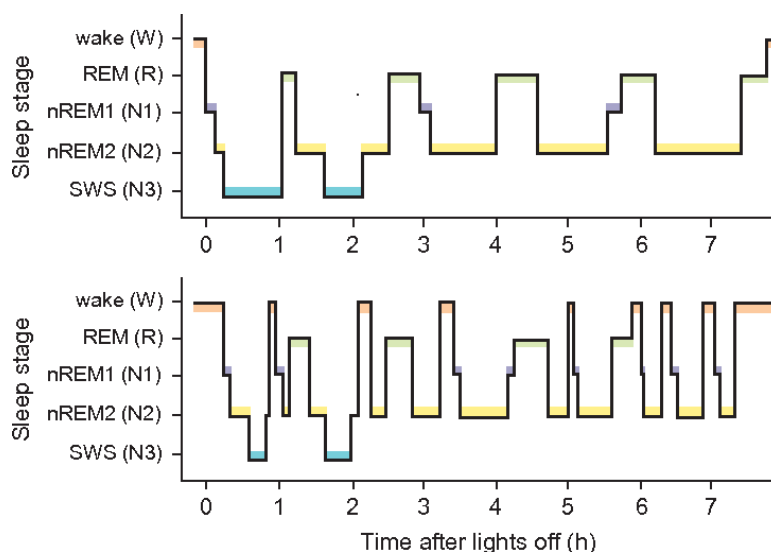 wake (W)
REM (R)
nREM1 (N1)
nREM2 (N2)
SWS (N3)
Sleep stage
0 1 2 3 4 5 6 7
wake (W)
REM (R)
nREM1 (N1)
nREM2 (N2)
SWS (N3)
Sleep stage
0 1 2 3 4 5 6 7
Time after lights off (h)